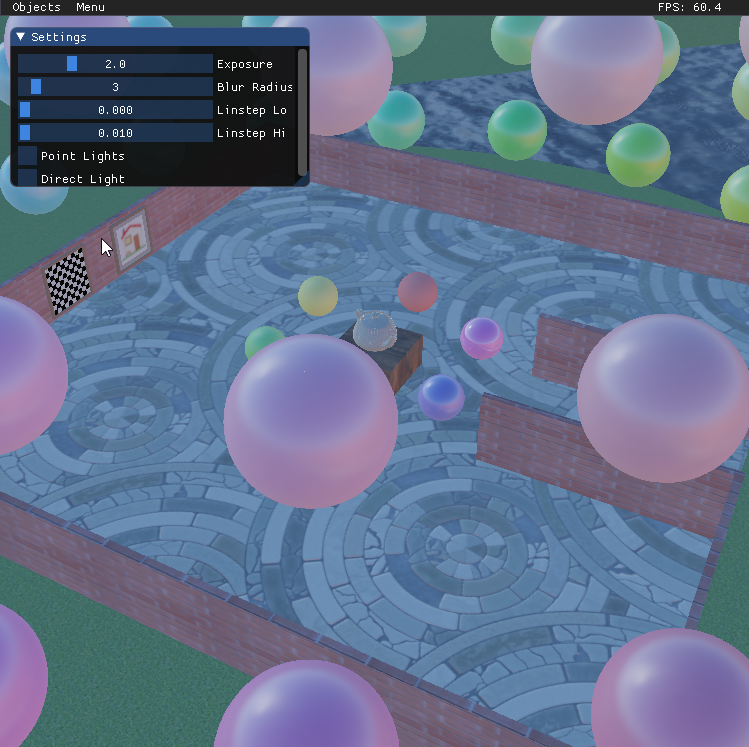 Objects Menu FPS: 60.4
Settings
2.0 Exposure
3 Blur Radius
0.000 Linstep Lo
0.010 Linstep Hi
Point Lights
Direct Light